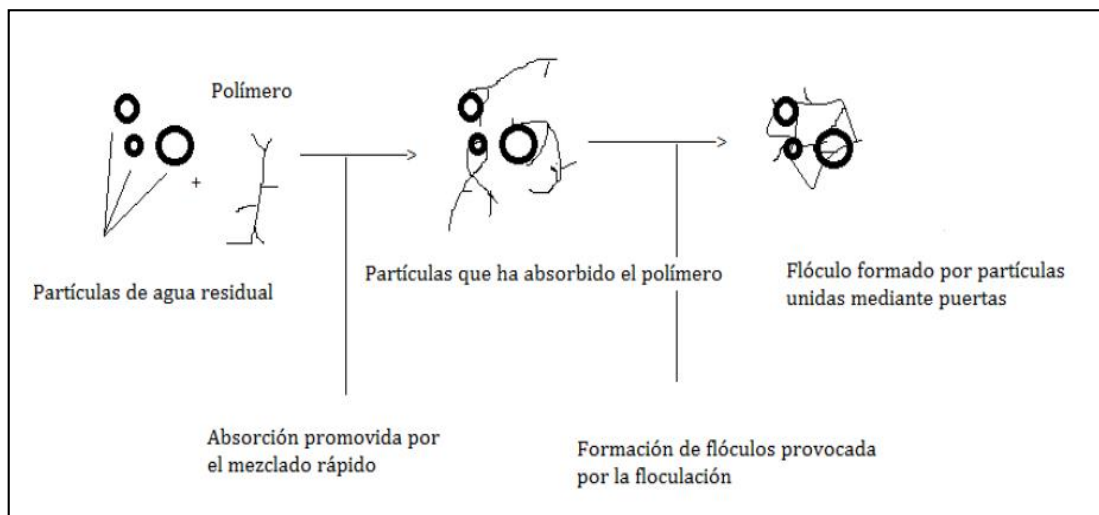 Polímero
+
Partículas de agua residual
Partículas que ha absorbido el polímero
Flóculo formado por partículas
unidas mediante puertas
Absorción promovida por
el mezclado rápido
Formación de flóculos provocada
por la floculación